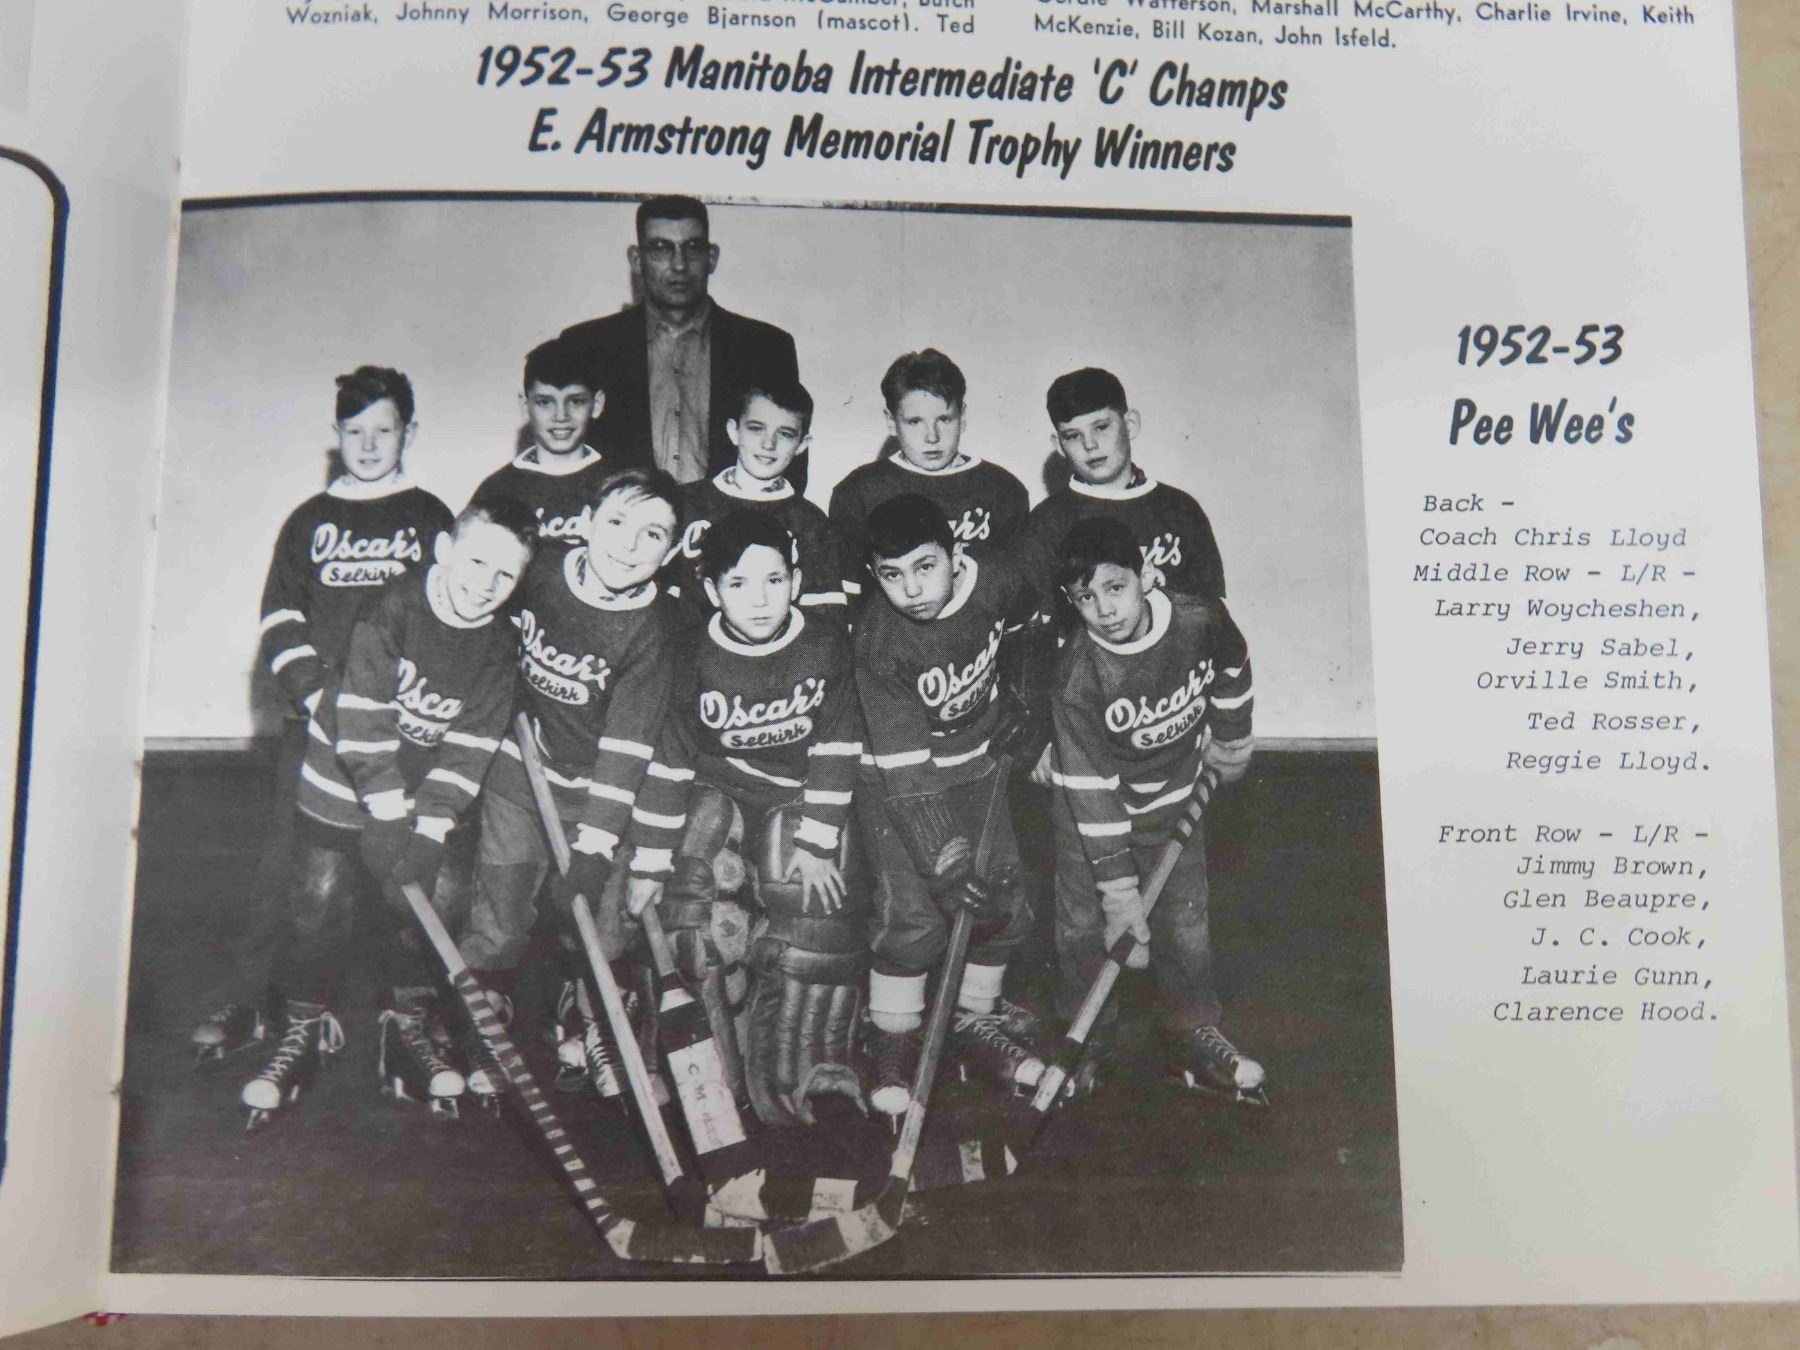 Butch
Wozniak, Johnny Morrison, George Bjarnson (mascot). Ted
Watterson, Marshall McCarthy, Charlie Irvine, Keith
McKenzie, Bill Kozan, John Isfeld.
1952-53 Manitoba Intermediate 'C' Champs
E. Armstrong Memorial Trophy Winners
1952-53
Pee Wee's
Back -
Coach Chris Lloyd
Middle Row - L/R -
Larry Woycheshen,
Jerry Sabel,
Orville Smith,
Ted Rosser,
Reggie Lloyd.
Front Row - L/R -
Jimmy Brown,
Glen Beaupre,
J. C. Cook,
Laurie Gunn,
Clarence Hood.
Oscar's
Selkirk
Oscar's
Selkirk
Oscar's
Selkirk
Oscar's
Selkirk